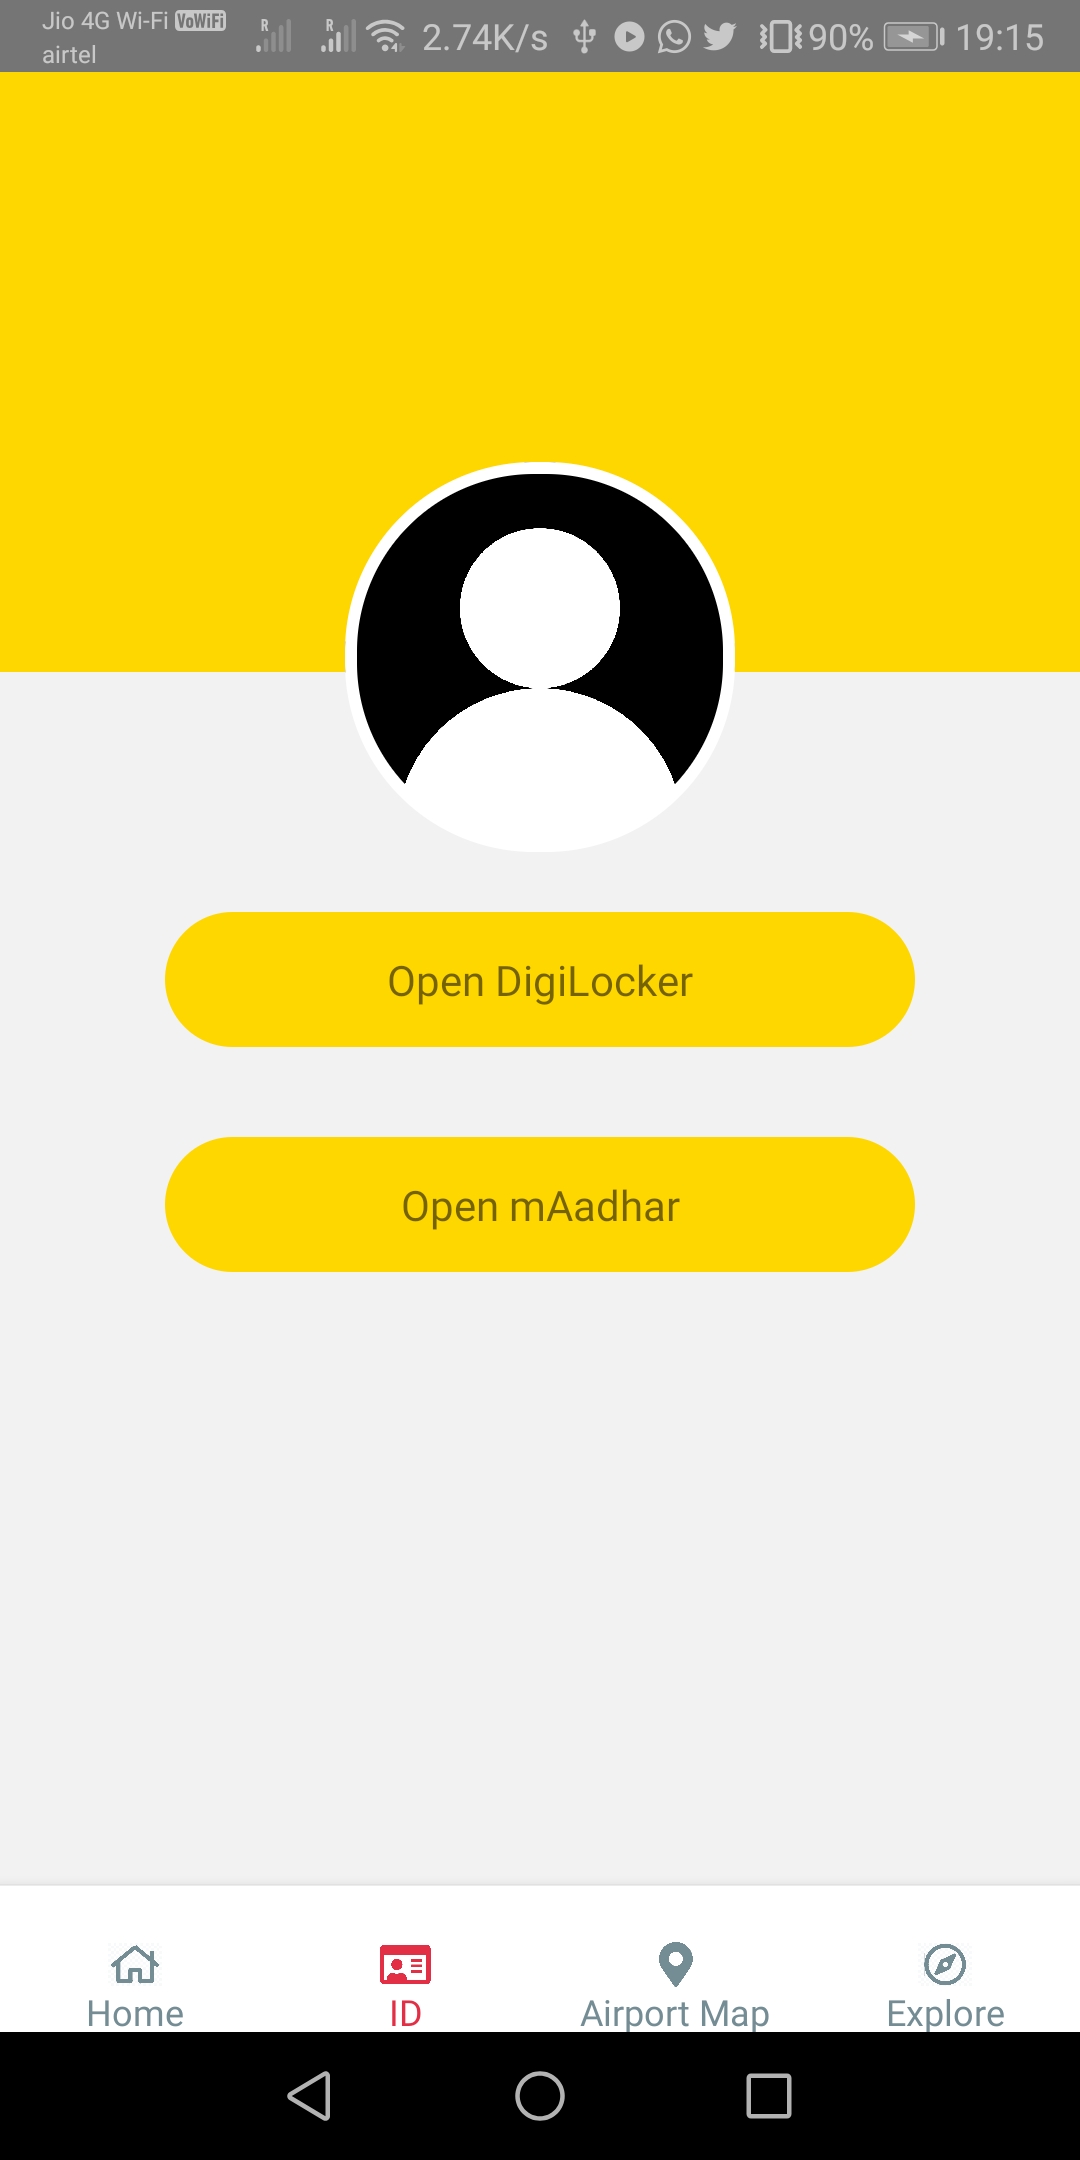 Jio 4G Wi-Fi VoWiFi
airtel
R R 2.74K/s 90% 19:15
Open DigiLocker
Open mAadhar
Home ID Airport Map Explore